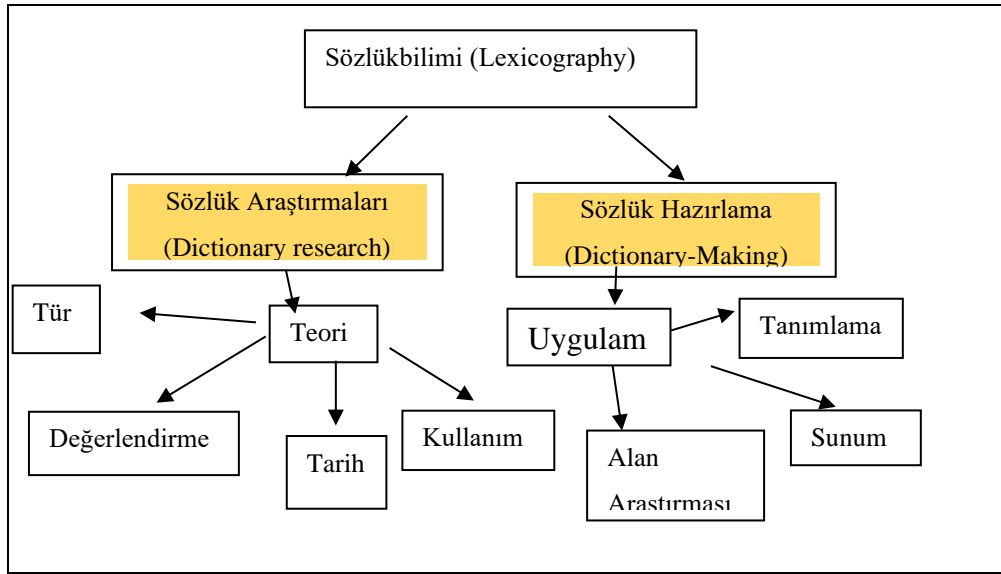 Sözlükbilimi (Lexicography)
Sözlük Araştırmaları
(Dictionary research)
Sözlük Hazırlama
(Dictionary-Making)
Tür
Teori
Uygulam
Tanımlama
Değerlendirme
Tarih
Kullanım
Alan
Araştırması
Sunum